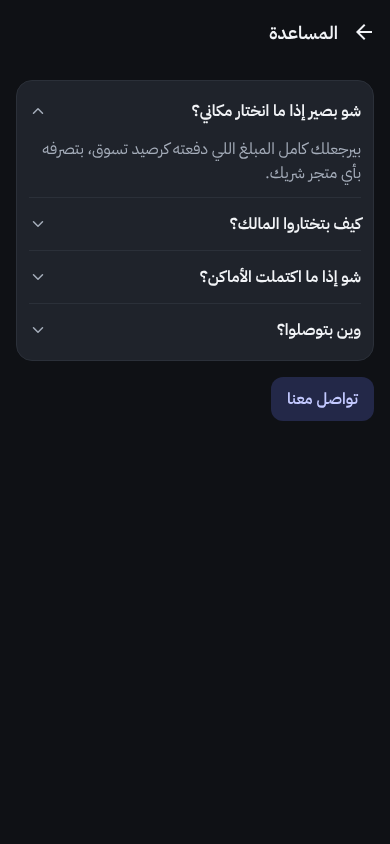 المساعدة
شو بصير إذا ما انختار مكاني؟
بيرجعلك كامل المبلغ اللي دفعته كرصيد تسوق، بتصرفه
بأي متجر شريك.
كيف بتختاروا المالك؟
شو إذا ما اكتملت الأماكن؟
وين بتوصلوا؟
تواصل معنا